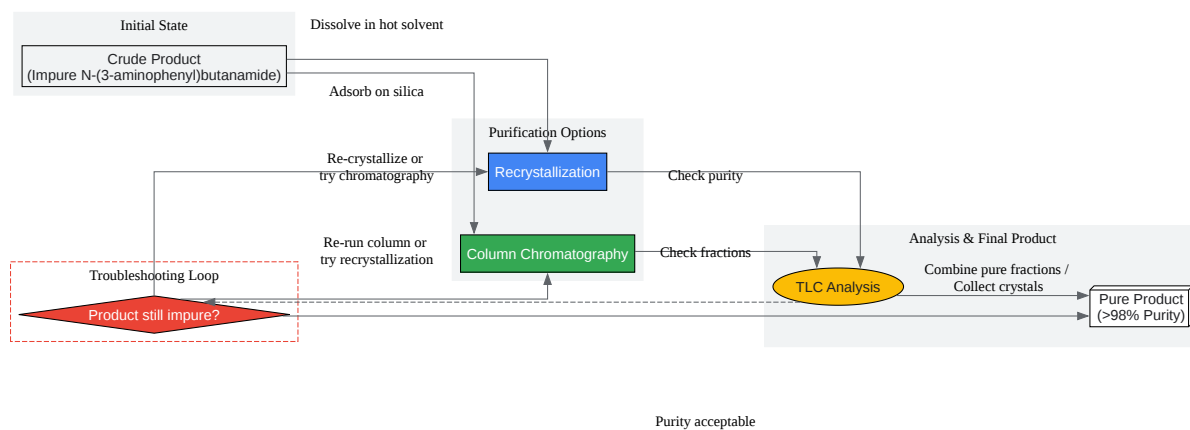 Initial State
Dissolve in hot solvent
Crude Product
(Impure N-(3-aminophenyl)butanamide)
Adsorb on silica
Purification Options
Re-crystallize or
try chromatography
Recrystallization
Check purity
Re-run column or
try recrystallization
Column Chromatography
Check fractions
Analysis & Final Product
Troubleshooting Loop
Product still impure?
TLC Analysis
Combine pure fractions /
Collect crystals
Pure Product
(>98% Purity)
Purity acceptable